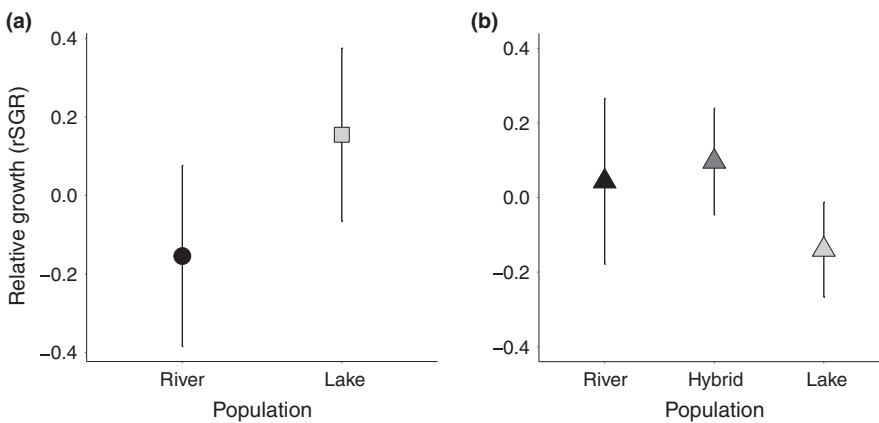 (a)
Relative growth (rSGR)
0.4
0.2
0.0
−0.2
−0.4
River Lake
Population
(b)
0.4
0.2
0.0
−0.2
−0.4
River Hybrid Lake
Population